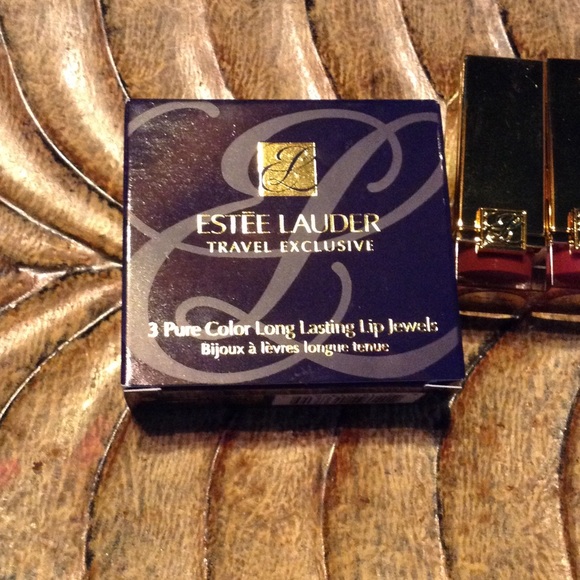 ESTĒE LAUDER
TRAVEL EXCLUSIVE
3 Pure Color Long Lasting Lip Jewels
Bijoux à lèvres longue tenue